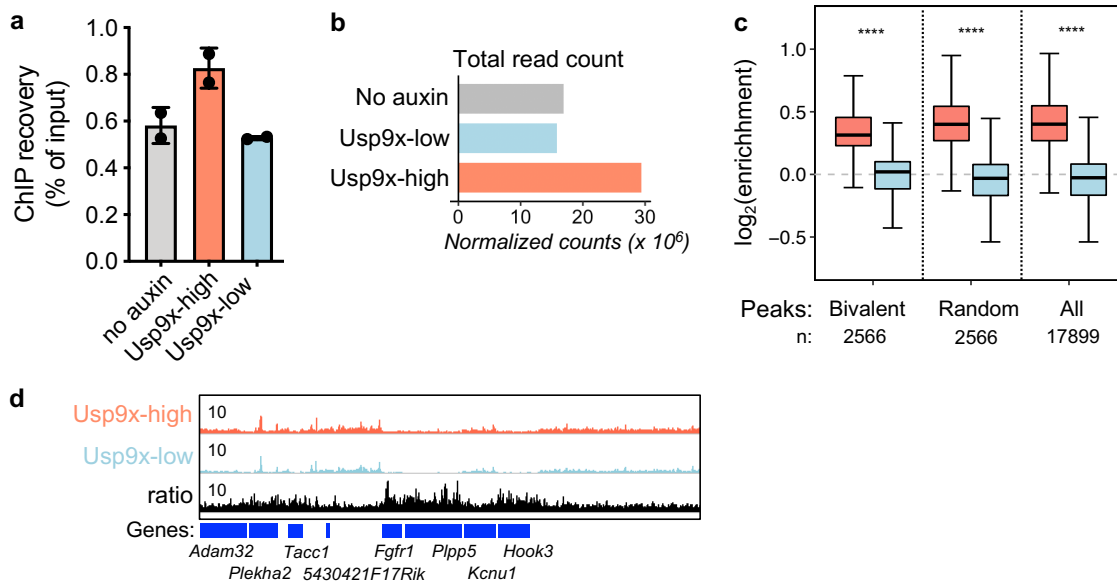 a
ChIP recovery
(% of input)
1.0
0.8
0.6
0.4
0.2
0.0
no auxin
Usp9x-high
Usp9x-low
b
Total read count
No auxin
Usp9x-low
Usp9x-high
0 10 20 30
Normalized counts (x 10⁶)
c
log₂(enrichhment)
**** **** ****
1.0
0.5
0.0
−0.5
Peaks: Bivalent Random All
n: 2566 2566 17899
d
Usp9x-high 10
Usp9x-low 10
ratio 10
Genes:
Adam32 Tacc1 Fgfr1 Plpp5 Hook3
Plekha2 5430421F17Rik Kcnu1